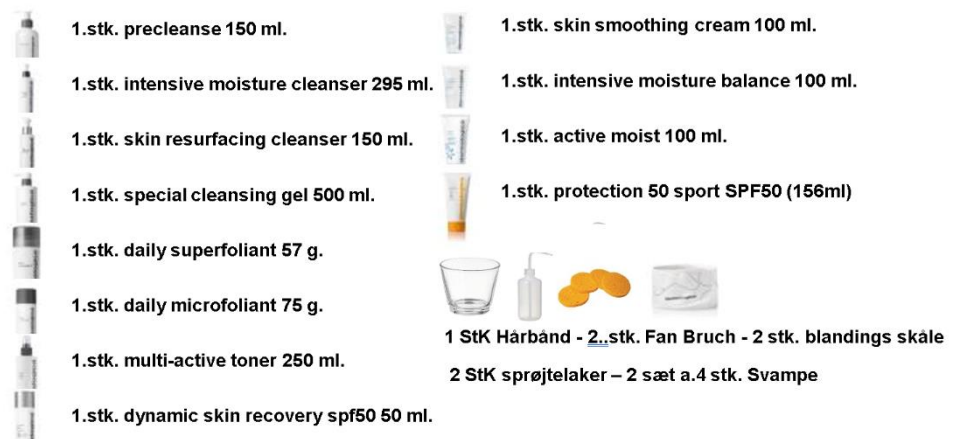 1.stk. precleanse 150 ml.
1.stk. intensive moisture cleanser 295 ml.
1.stk. skin resurfacing cleanser 150 ml.
1.stk. special cleansing gel 500 ml.
1.stk. daily superfoliant 57 g.
1.stk. daily microfoliant 75 g.
1.stk. multi-active toner 250 ml.
1.stk. dynamic skin recovery spf50 50 ml.
1.stk. skin smoothing cream 100 ml.
1.stk. intensive moisture balance 100 ml.
1.stk. active moist 100 ml.
1.stk. protection 50 sport SPF50 (156ml)
1 StK Hårbånd - 2..stk. Fan Bruch - 2 stk. blandings skåle
2 StK sprøjtelaker – 2 sæt a.4 stk. Svampe